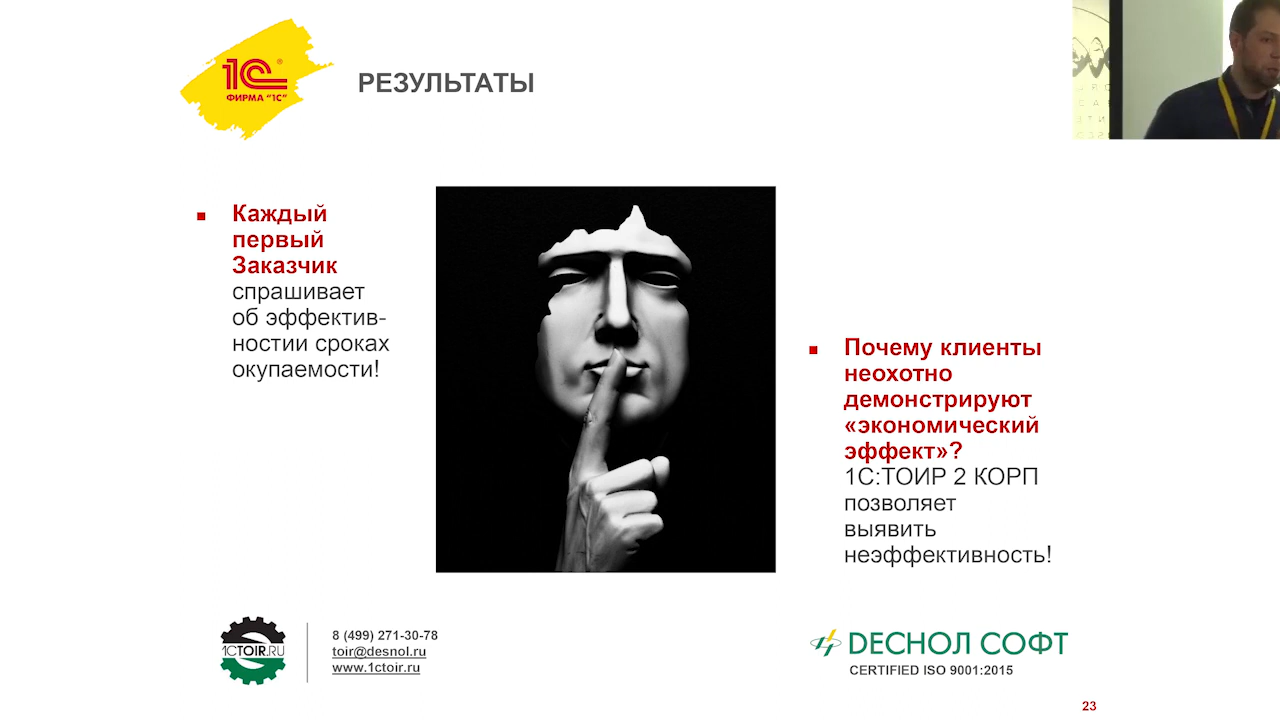 1С®
ФИРМА "1С"
РЕЗУЛЬТАТЫ
Каждый
первый
Заказчик
спрашивает
об эффектив-
ностии сроках
окупаемости!
Почему клиенты
неохотно
демонстрируют
«экономический
эффект»?
1С:ТОИР 2 КОРП
позволяет
выявить
неэффективность!
1CTOIR.RU
8 (499) 271-30-78
toir@desnol.ru
www.1ctoir.ru
ДЕСНОЛ СОФТ
CERTIFIED ISO 9001:2015
23